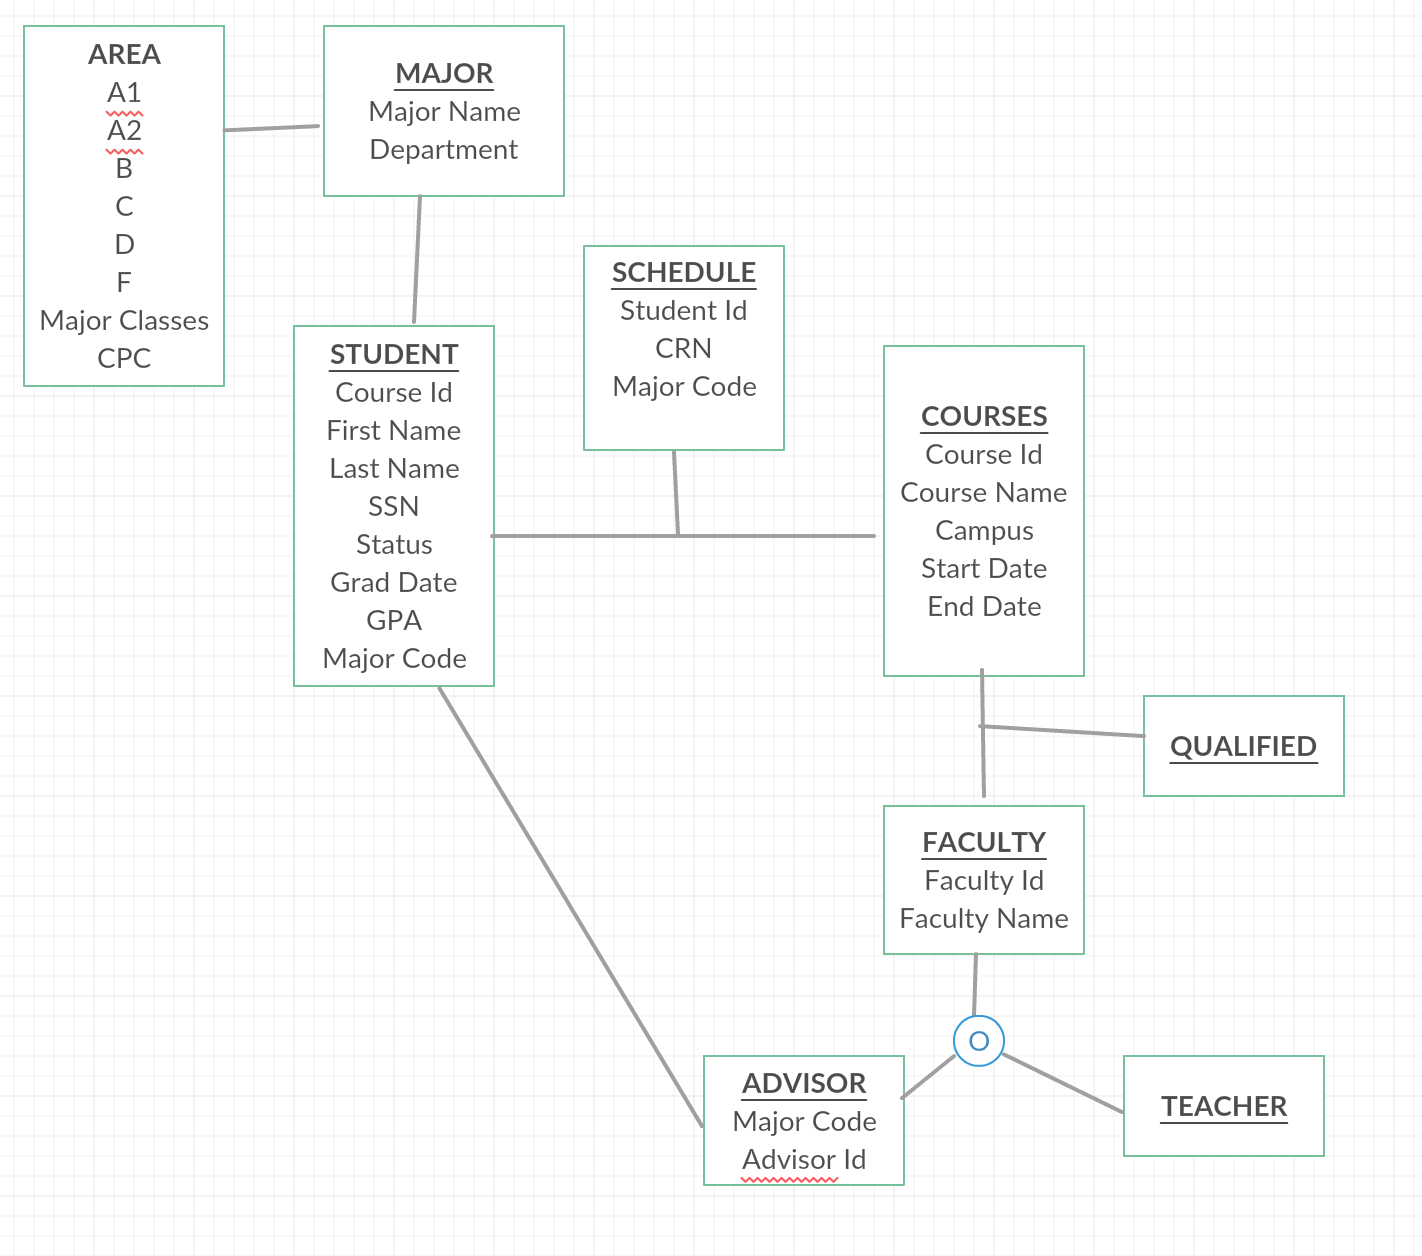 AREA
A1
A2
B
C
D
F
Major Classes
CPC
MAJOR
Major Name
Department
SCHEDULE
Student Id
CRN
Major Code
STUDENT
Course Id
First Name
Last Name
SSN
Status
Grad Date
GPA
Major Code
COURSES
Course Id
Course Name
Campus
Start Date
End Date
QUALIFIED
FACULTY
Faculty Id
Faculty Name
O
ADVISOR
Major Code
Advisor Id
TEACHER